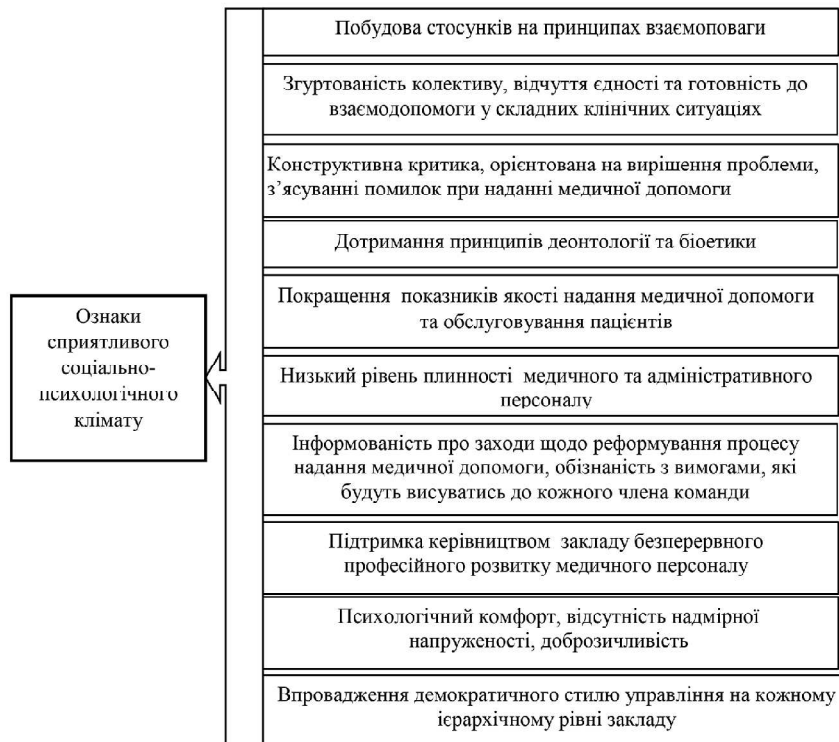 Побудова стосунків на принципах взаємоповаги
Згуртованість колективу, відчуття єдності та готовність до
взаємодопомоги у складних клінічних ситуаціях
Конструктивна критика, орієнтована на вирішення проблеми,
з’ясуванні помилок при наданні медичної допомоги
Дотримання принципів деонтології та біоетики
Покращення показників якості надання медичної допомоги
та обслуговування пацієнтів
Ознаки
сприятливого
соціально-
психологічного
клімату
Низький рівень плинності медичного та адміністративного
персоналу
Інформованість про заходи щодо реформування процесу
надання медичної допомоги, обізнаність з вимогами, які
будуть висуватись до кожного члена команди
Підтримка керівництвом закладу безперервного
професійного розвитку медичного персоналу
Психологічний комфорт, відсутність надмірної
напруженості, доброзичливість
Впровадження демократичного стилю управління на кожному
ієрархічному рівні закладу